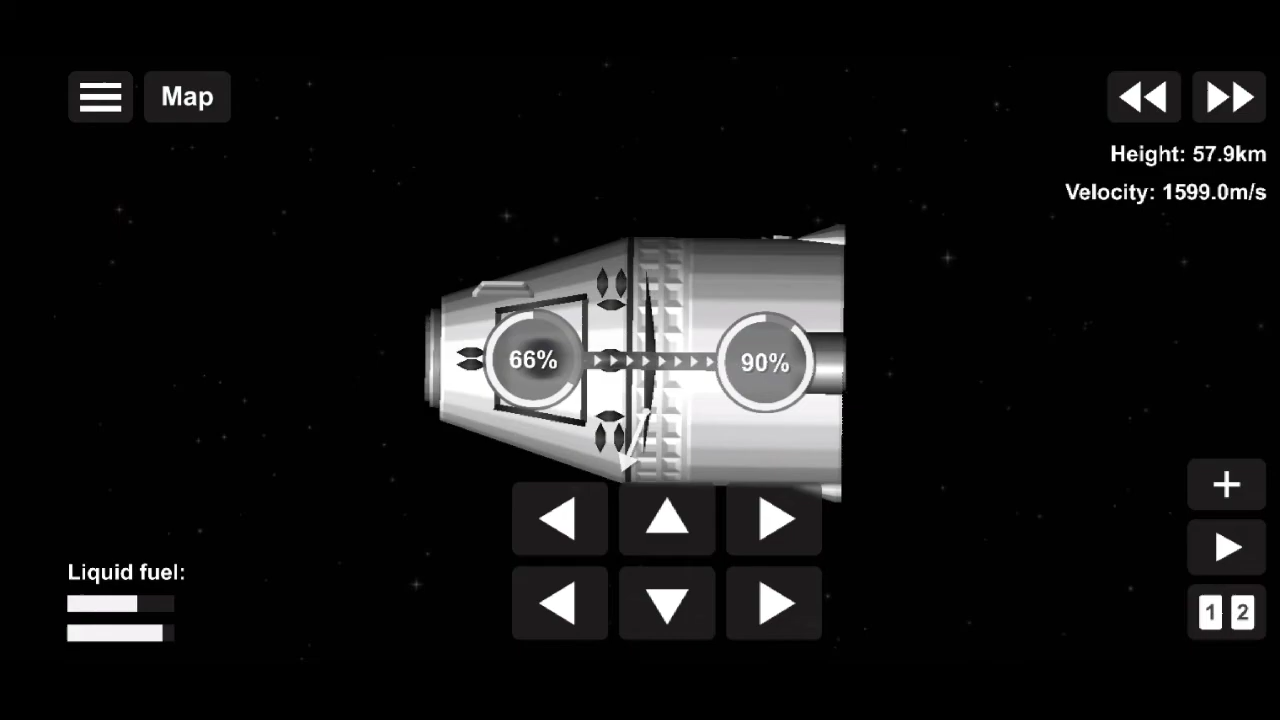 Map
Height: 57.9km
Velocity: 1599.0m/s
66%
90%
Liquid fuel:
1 2